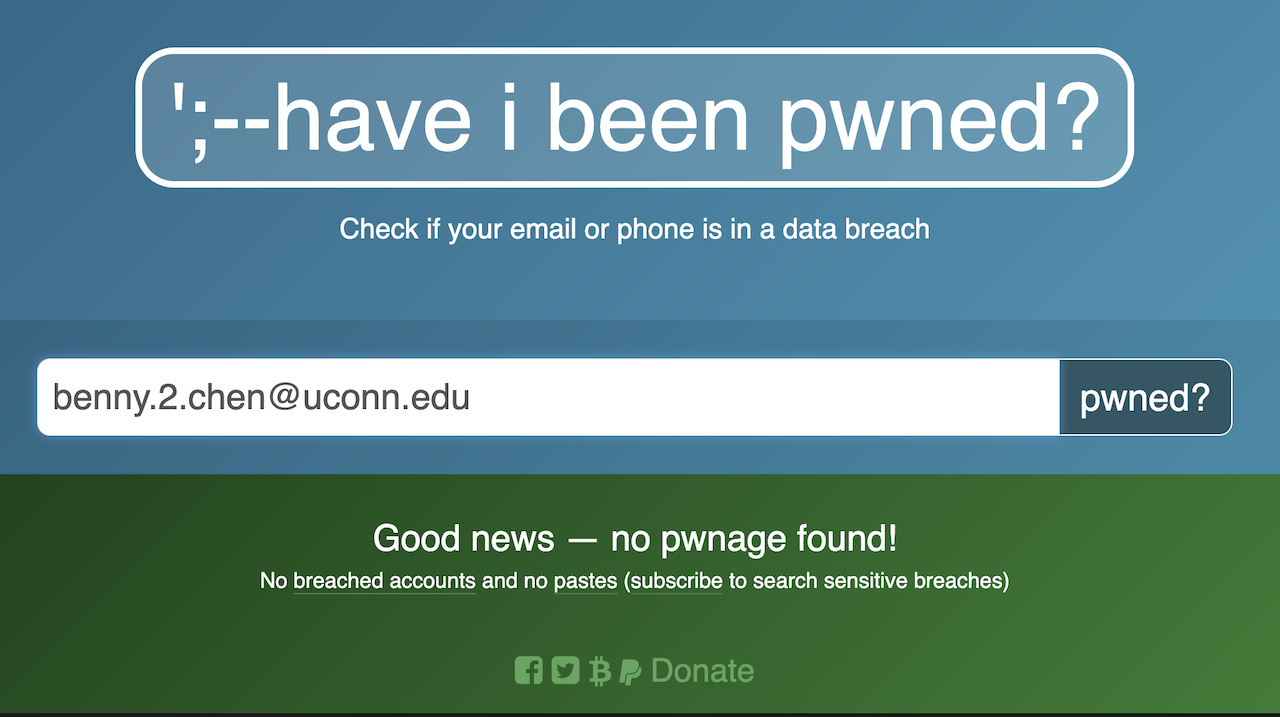 ';--have i been pwned?
Check if your email or phone is in a data breach
benny.2.chen@uconn.edu
pwned?
Good news — no pwnage found!
No breached accounts and no pastes (subscribe to search sensitive breaches)
Donate